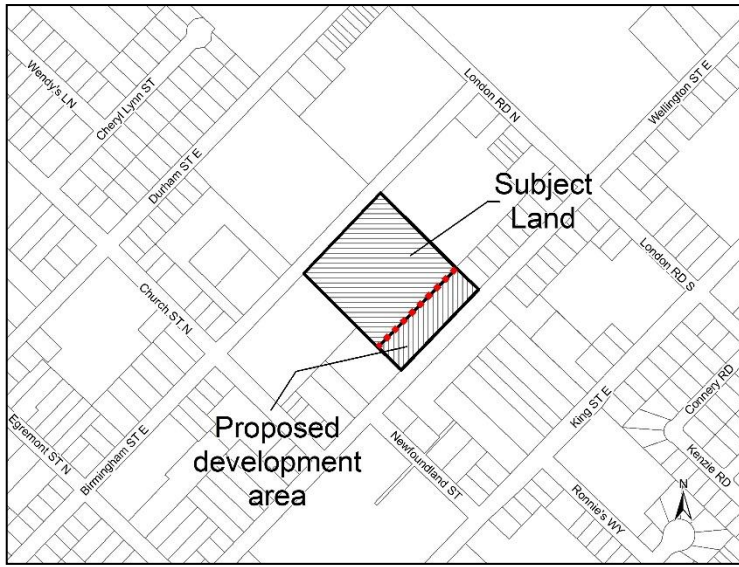 Wendy's LN
Cheryl Lynn ST
Durham ST E
London RD N
Wellington ST E
Subject
Land
London RD S
Church ST N
Egremont ST N
Birmingham ST E
Proposed
development
area
Newfoundland ST
King ST E
Connery RD
Kenzie RD
Ronnie's WY
N